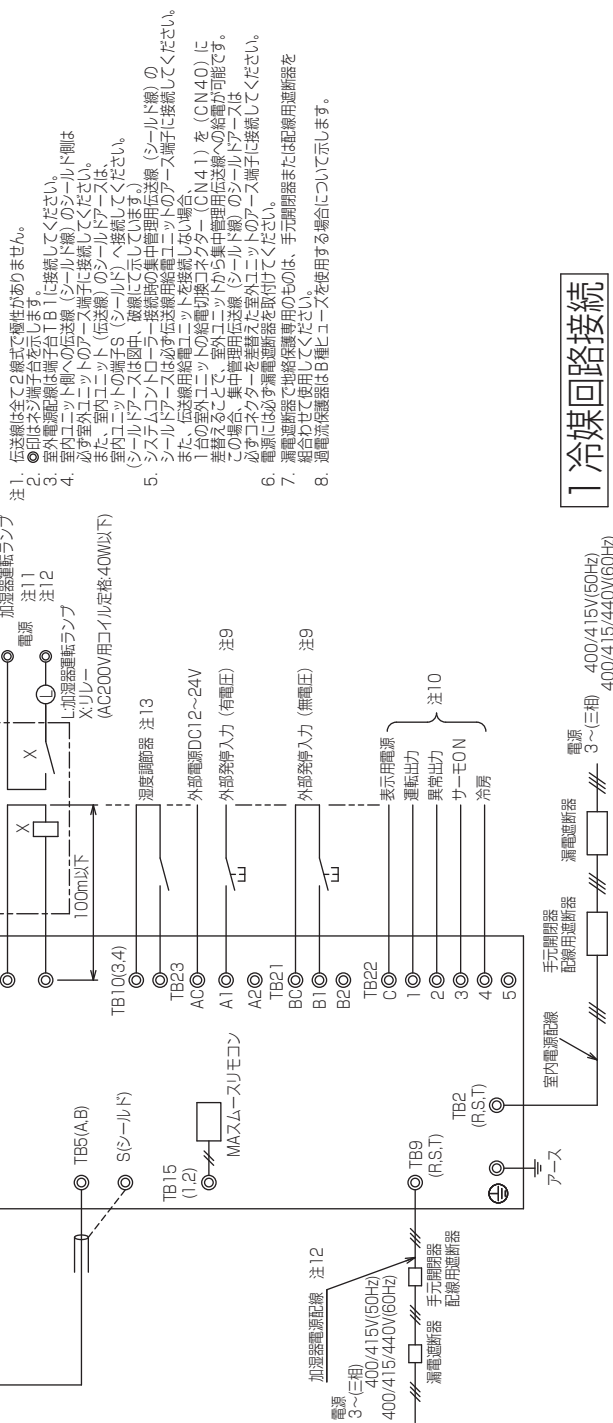 注1. 伝送線は全て2線式で極性がありません。
2. ◎印はネジ端子台を示します。
3. 室外電源配線は端子台TB1に接続してください。
4. 室内ユニット側への伝送線(シールド線)のシールド側は
必ず室外ユニットのアース端子に接続してください。
また、室内ユニット(伝送線)のシールドアースは、
室内ユニットの端子S(シールド)へ接続してください。
(シールドアースは図中、破線にて示しています。)
5. システムコントローラー接続時の集中管理用伝送線(シールド線)の
シールドアースは必ず伝送線用給電ユニットのアース端子に接続してください。
また、伝送線用給電ユニットを接続しない場合、
1台の室外ユニットの給電切換コネクター(CN41)を(CN40)に
差替えることで、室外ユニットから集中管理用伝送線への給電が可能です。
この場合、集中管理用伝送線(シールド線)のシールドアースは
必ずコネクターを差替えた室外ユニットのアース端子に接続してください。
6. 電源には必ず漏電遮断器を取付けてください。
7. 漏電遮断器で地絡保護専用のものは、手元開閉器または配線用遮断器を
組合わせて使用してください。
8. 過電流保護器はB種ヒューズを使用する場合について示します。
1 冷媒回路接続
加湿器運転ランプ
電源
注11
注12
L
L:加湿器運転ランプ
X:リレー
(AC200V用コイル定格:40W以下)
X
X
100m以下
湿度調節器 注13
外部電源DC12~24V
外部発停入力(有電圧) 注9
外部発停入力(無電圧) 注9
表示用電源
運転出力
異常出力
サーモON
冷房
注10
TB10(3,4)
TB23
AC
A1
A2
TB21
BC
B1
B2
TB22
C
1
2
3
4
5
TB5(A,B)
S(シールド)
TB15
(1,2)
MAスムースリモコン
TB9
(R,S,T)
TB2
(R,S,T)
アース
室内電源配線
手元開閉器
配線用遮断器
漏電遮断器
電源
3~(三相)
400/415V(50Hz)
400/415/440V(60Hz)
加湿器電源配線 注12
電源
3~(三相)
400/415V(50Hz)
400/415/440V(60Hz)
漏電遮断器
手元開閉器
配線用遮断器